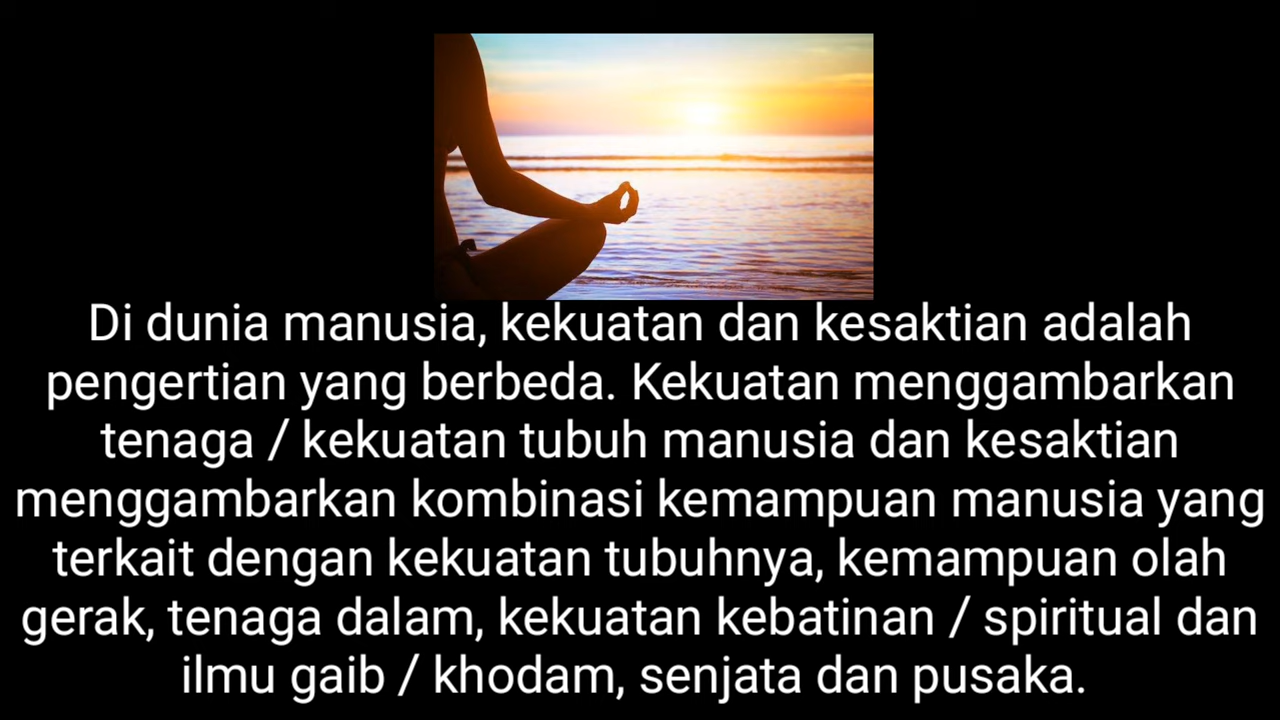 Di dunia manusia, kekuatan dan kesaktian adalah
pengertian yang berbeda. Kekuatan menggambarkan
tenaga / kekuatan tubuh manusia dan kesaktian
menggambarkan kombinasi kemampuan manusia yang
terkait dengan kekuatan tubuhnya, kemampuan olah
gerak, tenaga dalam, kekuatan kebatinan / spiritual dan
ilmu gaib / khodam, senjata dan pusaka.